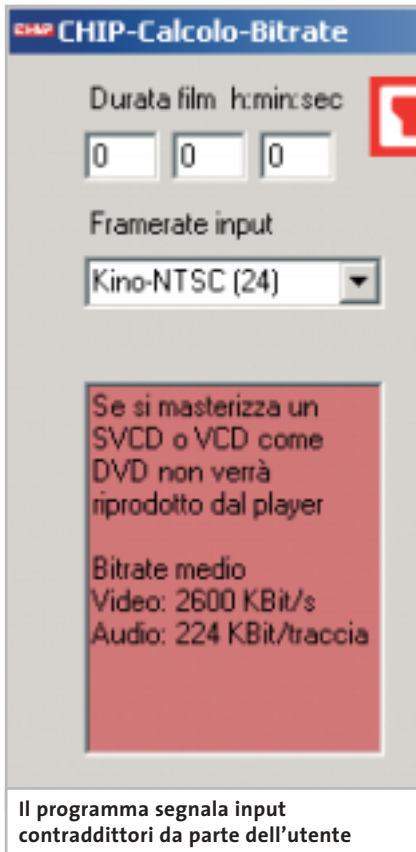 CHIP CHIP-Calcolo-Bitrate
Durata film h:min:sec
0 0 0
Framerate input
Kino-NTSC (24)
Se si masterizza un
SVCD o VCD come
DVD non verrà
riprodotto dal player
Bitrate medio
Video: 2600 KBit/s
Audio: 224 KBit/traccia
Il programma segnala input
contraddittori da parte dell'utente